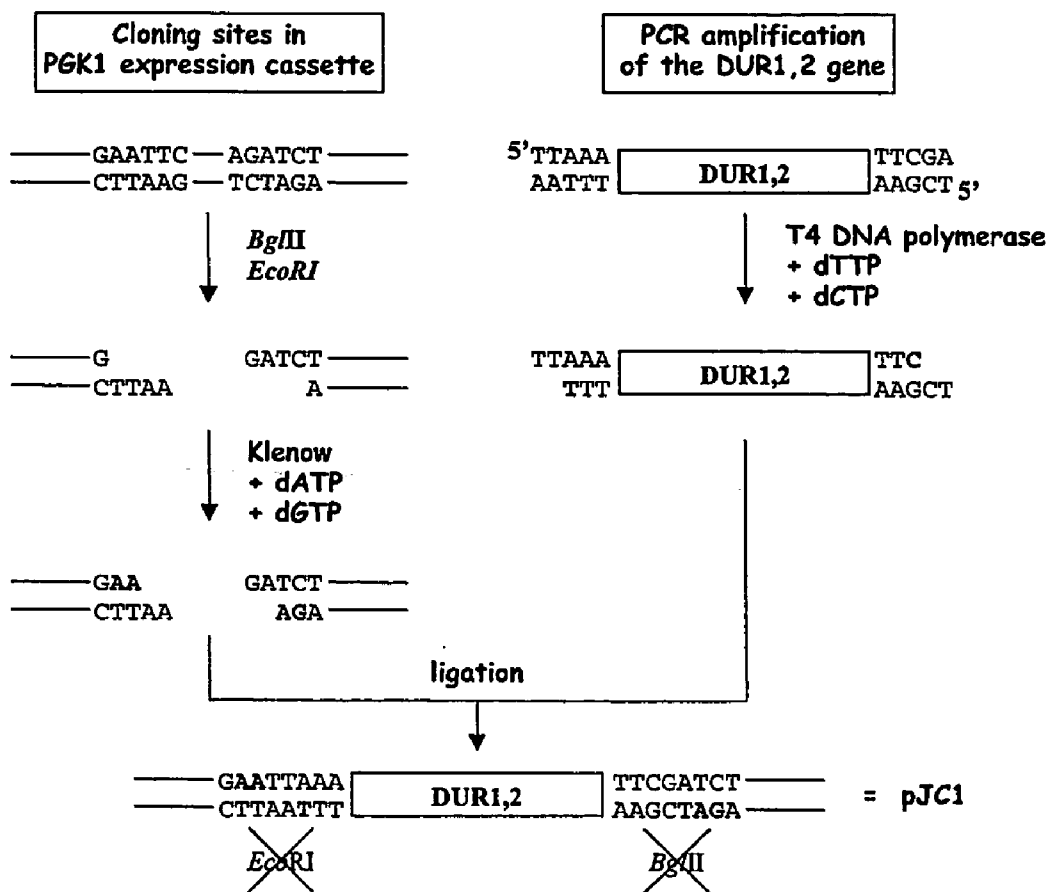 Cloning sites in
PGK1 expression cassette
PCR amplification
of the DUR1,2 gene
GAATTC AGATCT
CTTAAG TCTAGA
5'TTAAA DUR1,2 TTCGA
AATTT AAGCT 5'
BglII
EcoRI
T4 DNA polymerase
+ dTTP
+ dCTP
G GATCT
CTTAA A
TTAAA DUR1,2 TTC
TTT AAGCT
Klenow
+ dATP
+ dGTP
GAA GATCT
CTTAA AGA
ligation
GAATTAAA DUR1,2 TTCGATCT
CTTAATTT AAGCTAGA
= pJC1
EcoRI BglII